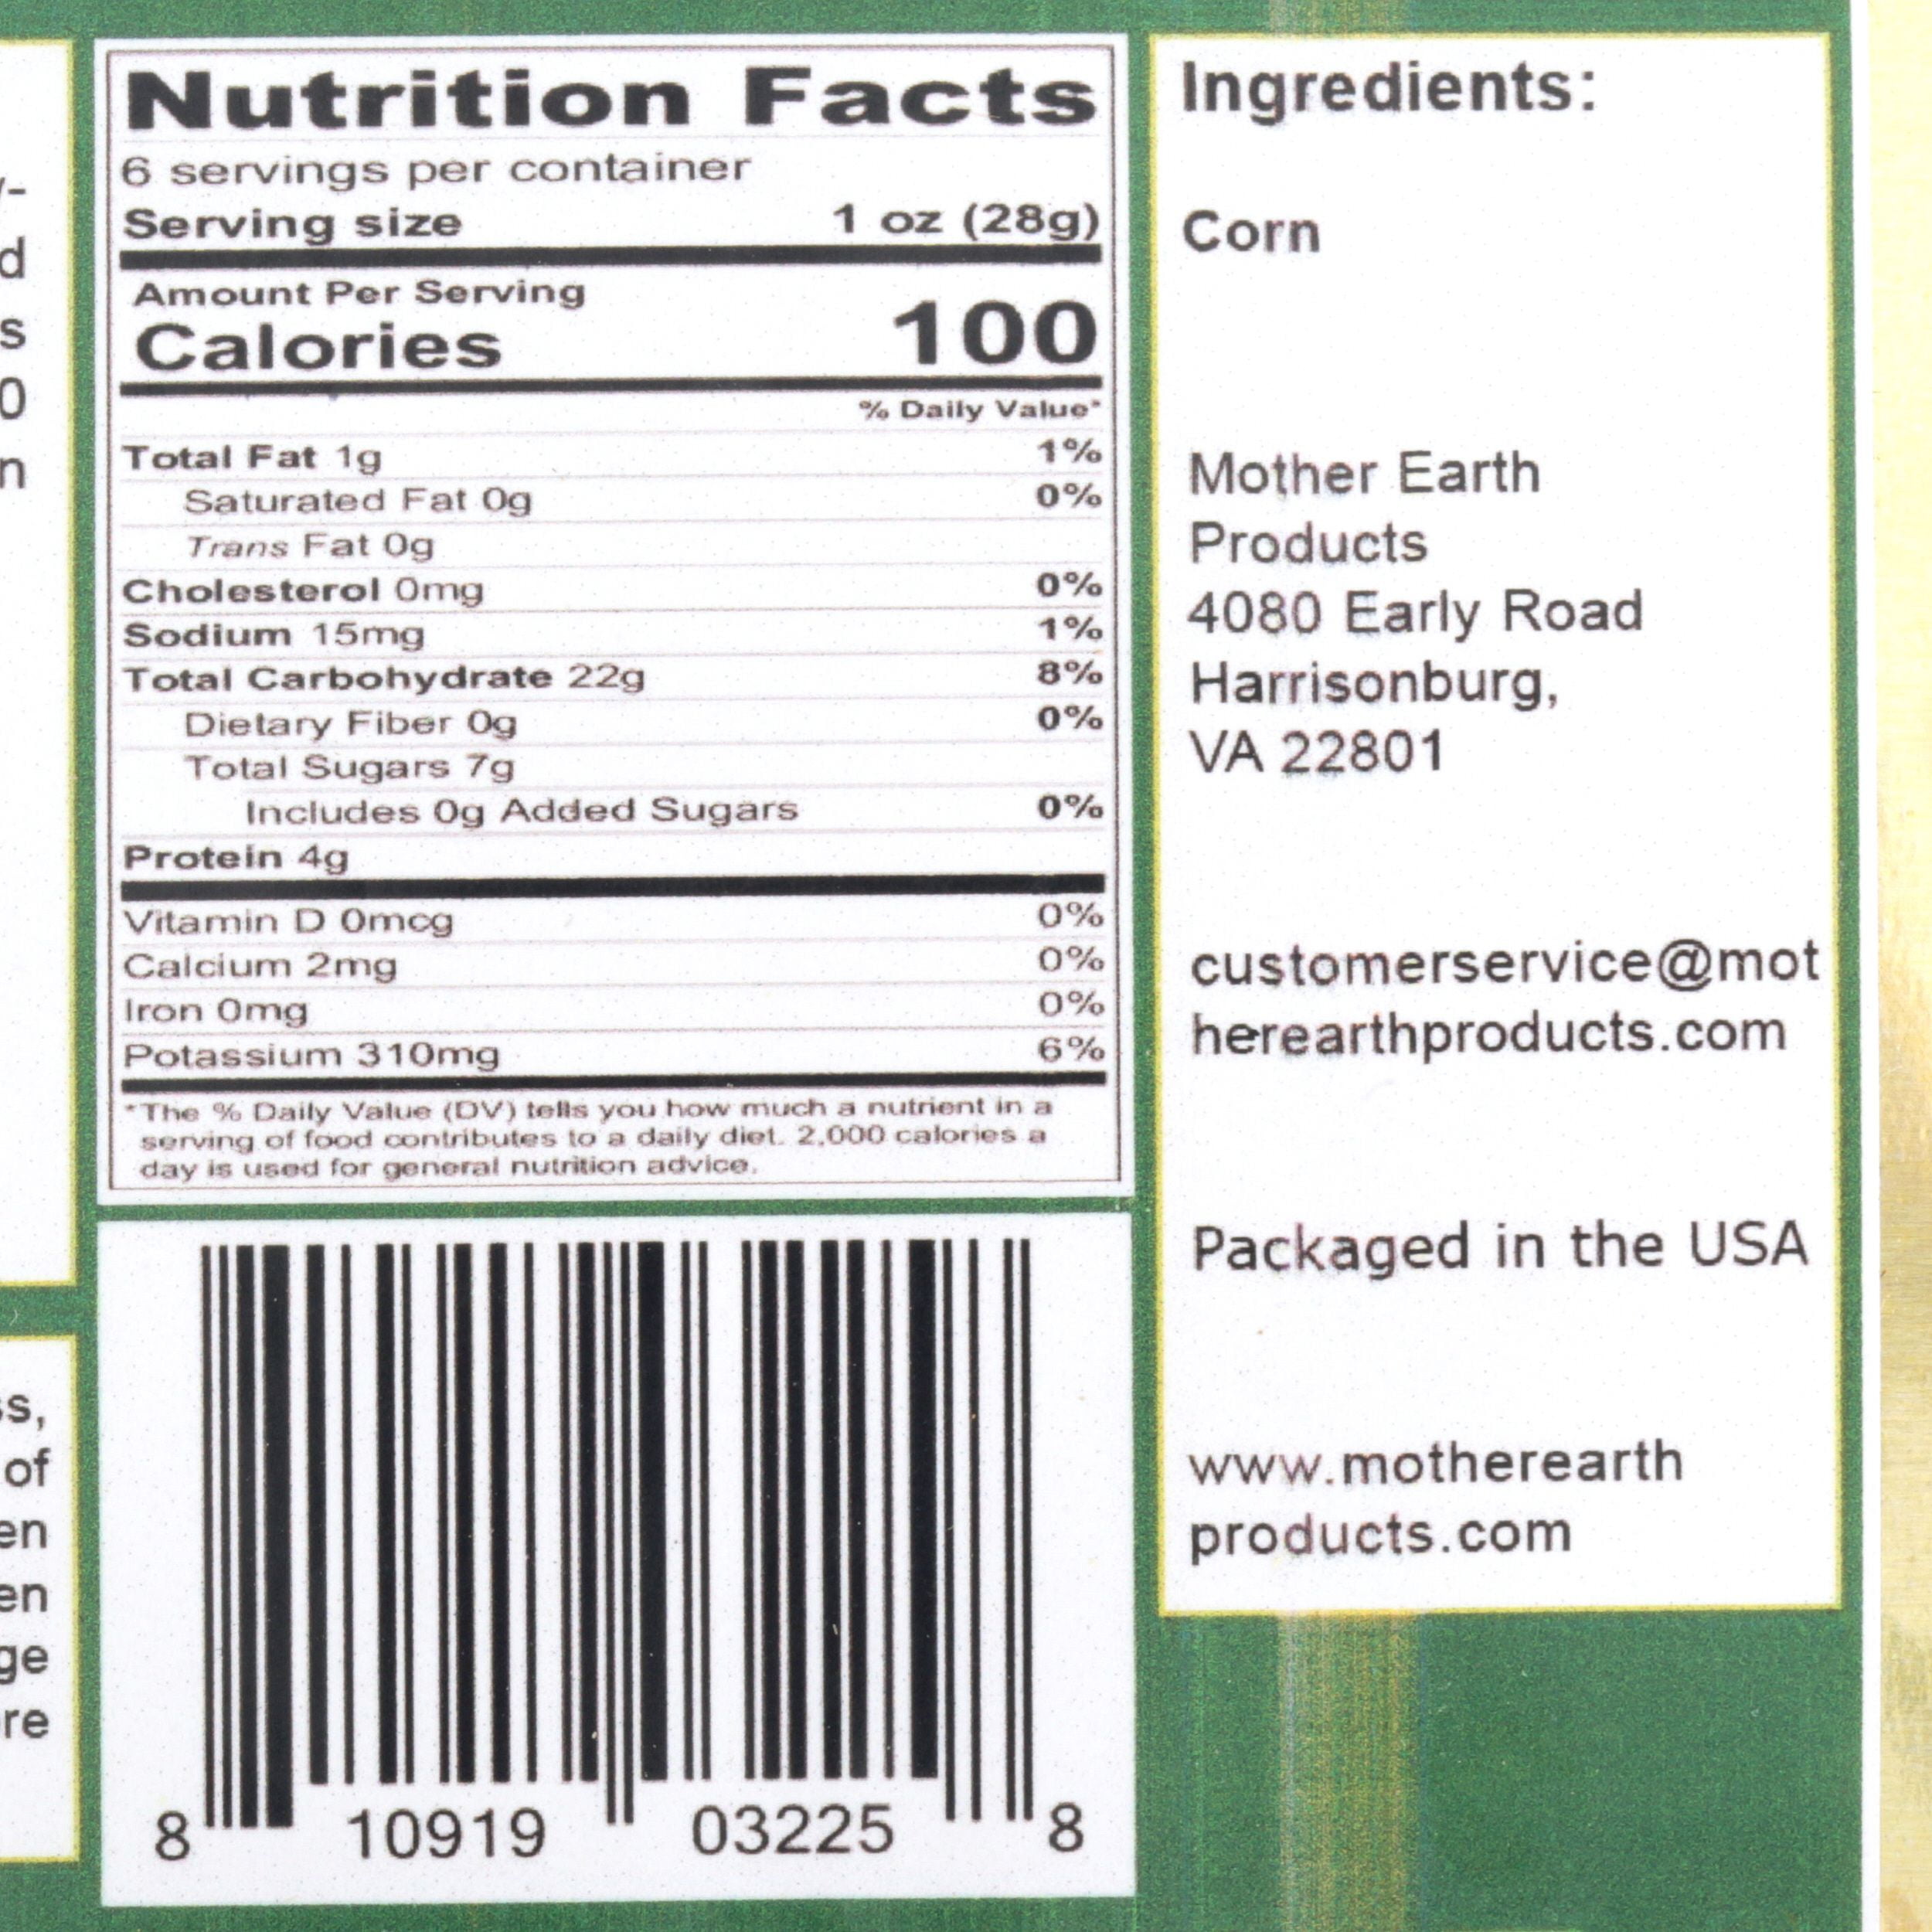 Nutrition Facts
6 servings per container
Serving size 1 oz (28g)
Amount Per Serving
Calories 100
% Daily Value*
Total Fat 1g 1%
Saturated Fat 0g 0%
Trans Fat 0g
Cholesterol 0mg 0%
Sodium 15mg 1%
Total Carbohydrate 22g 8%
Dietary Fiber 0g 0%
Total Sugars 7g
Includes 0g Added Sugars 0%
Protein 4g
Vitamin D 0mcg 0%
Calcium 2mg 0%
Iron 0mg 0%
Potassium 310mg 6%
*The % Daily Value (DV) tells you how much a nutrient in a
serving of food contributes to a daily diet. 2,000 calories a
day is used for general nutrition advice.
8 10919 03225 8
Ingredients:
Corn
Mother Earth
Products
4080 Early Road
Harrisonburg,
VA 22801
customerservice@mot
herearthproducts.com
Packaged in the USA
www.motherearth
products.com
of